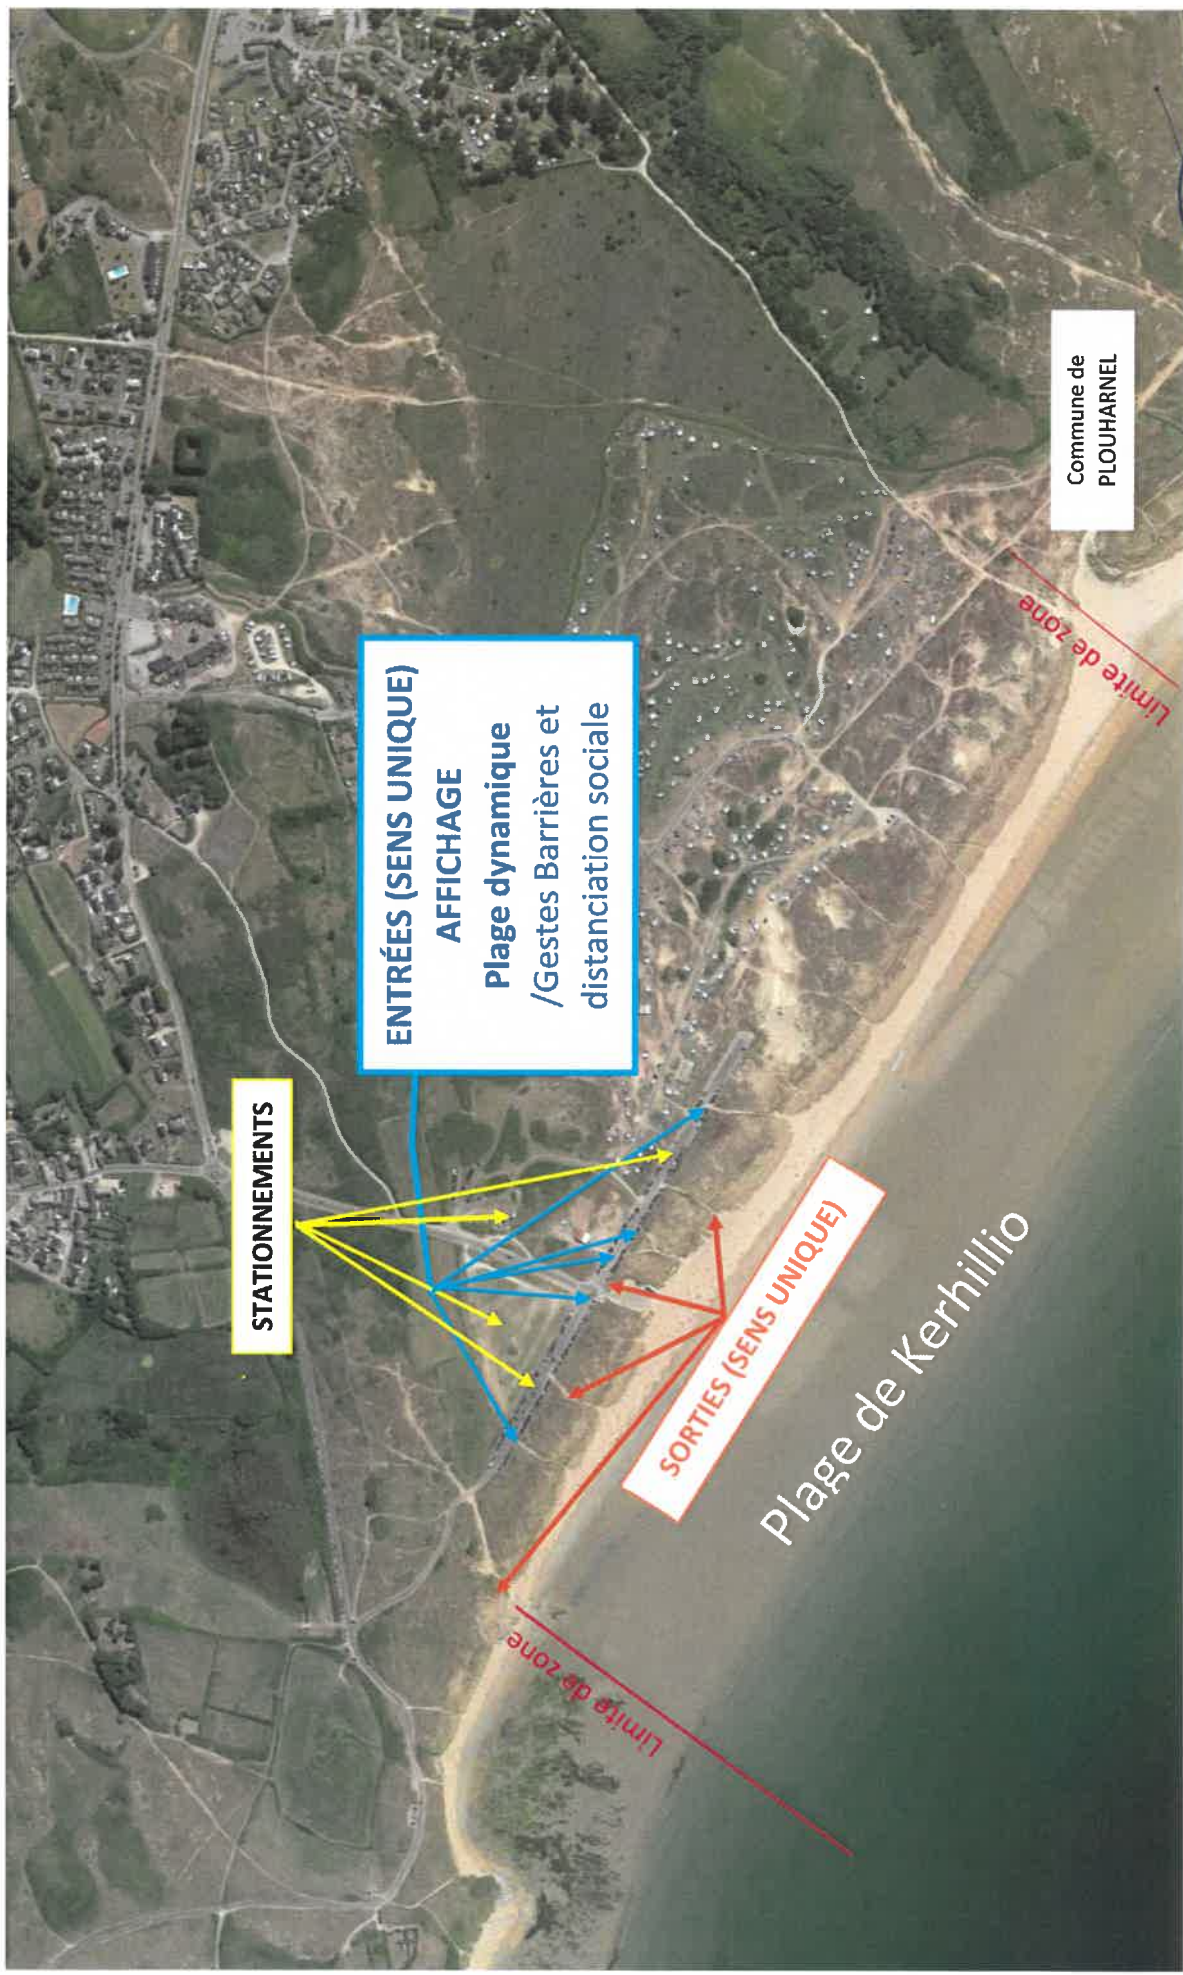 STATIONNEMENTS
ENTRÉES (SENS UNIQUE)
AFFICHAGE
Plage dynamique
/Gestes Barrières et
distanciation sociale
Limite de zone
SORTIES (SENS UNIQUE)
Plage de Kerhillio
Limite de zone
Commune de
PLOUHARNEL